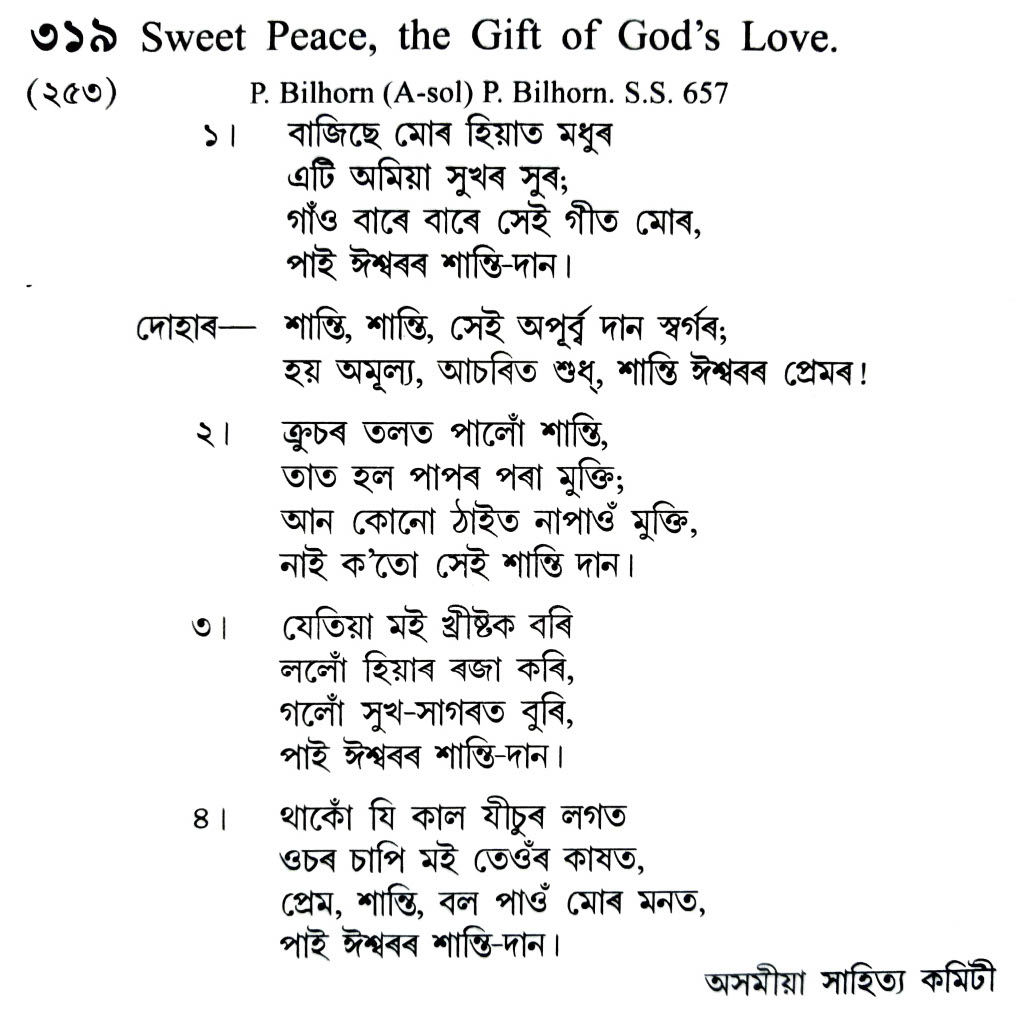 ৩১৯ Sweet Peace, the Gift of God's Love.
(২৫৩) P. Bilhorn (A-sol) P. Bilhorn. S.S. 657
১। বাজিছে মোৰ হিয়াত মধুৰ
এটি অমিয়া সুখৰ সুৰ;
গাঁও বাৰে বাৰে সেই গীত মোৰ,
পাই ঈশ্বৰৰ শান্তি-দান।
দোহাৰ— শান্তি, শান্তি, সেই অপূৰ্ব্ব দান স্বৰ্গৰ;
হয় অমূল্য, আচৰিত শুধ্, শান্তি ঈশ্বৰৰ প্ৰেমৰ!
২। ক্ৰুচৰ তলত পালোঁ শান্তি,
তাত হল পাপৰ পৰা মুক্তি;
আন কোনো ঠাইত নাপাওঁ মুক্তি,
নাই ক'তো সেই শান্তি দান।
৩। যেতিয়া মই খ্ৰীষ্টক বৰি
ললোঁ হিয়াৰ ৰজা কৰি,
গলোঁ সুখ-সাগৰত বুৰি,
পাই ঈশ্বৰৰ শান্তি-দান।
৪। থাকোঁ যি কাল যীচুৰ লগত
ওচৰ চাপি মই তেওঁৰ কাষত,
প্ৰেম, শান্তি, বল পাওঁ মোৰ মনত,
পাই ঈশ্বৰৰ শান্তি-দান।
অসমীয়া সাহিত্য কমিটী